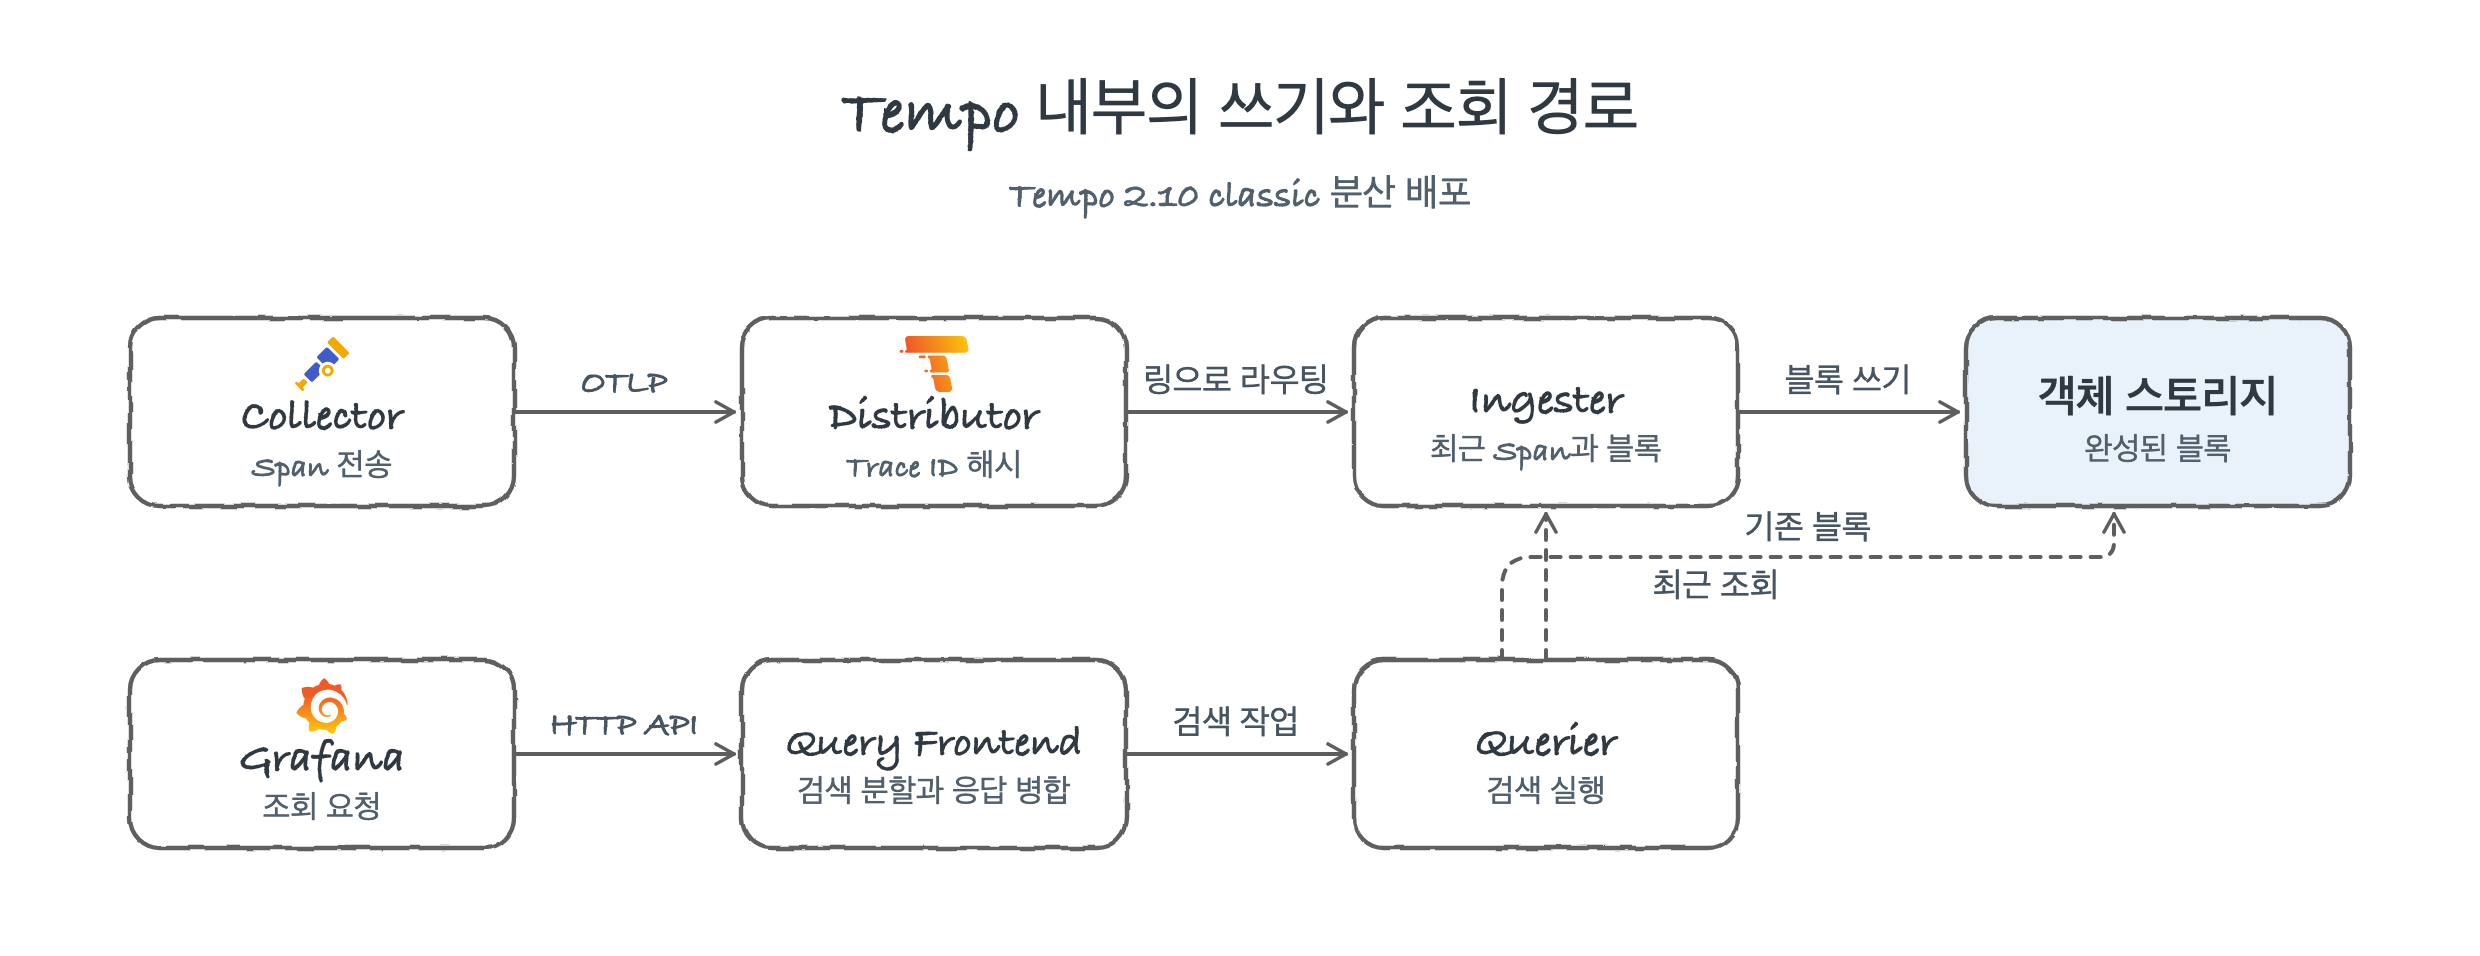 Tempo 내부의 쓰기와 조회 경로
Tempo 2.10 classic 분산 배포
Collector
Span 전송
OTLP
Distributor
Trace ID 해시
링으로 라우팅
Ingester
최근 Span과 블록
블록 쓰기
객체 스토리지
완성된 블록
기존 블록
최근 조회
Grafana
조회 요청
HTTP API
Query Frontend
검색 분할과 응답 병합
검색 작업
Querier
검색 실행